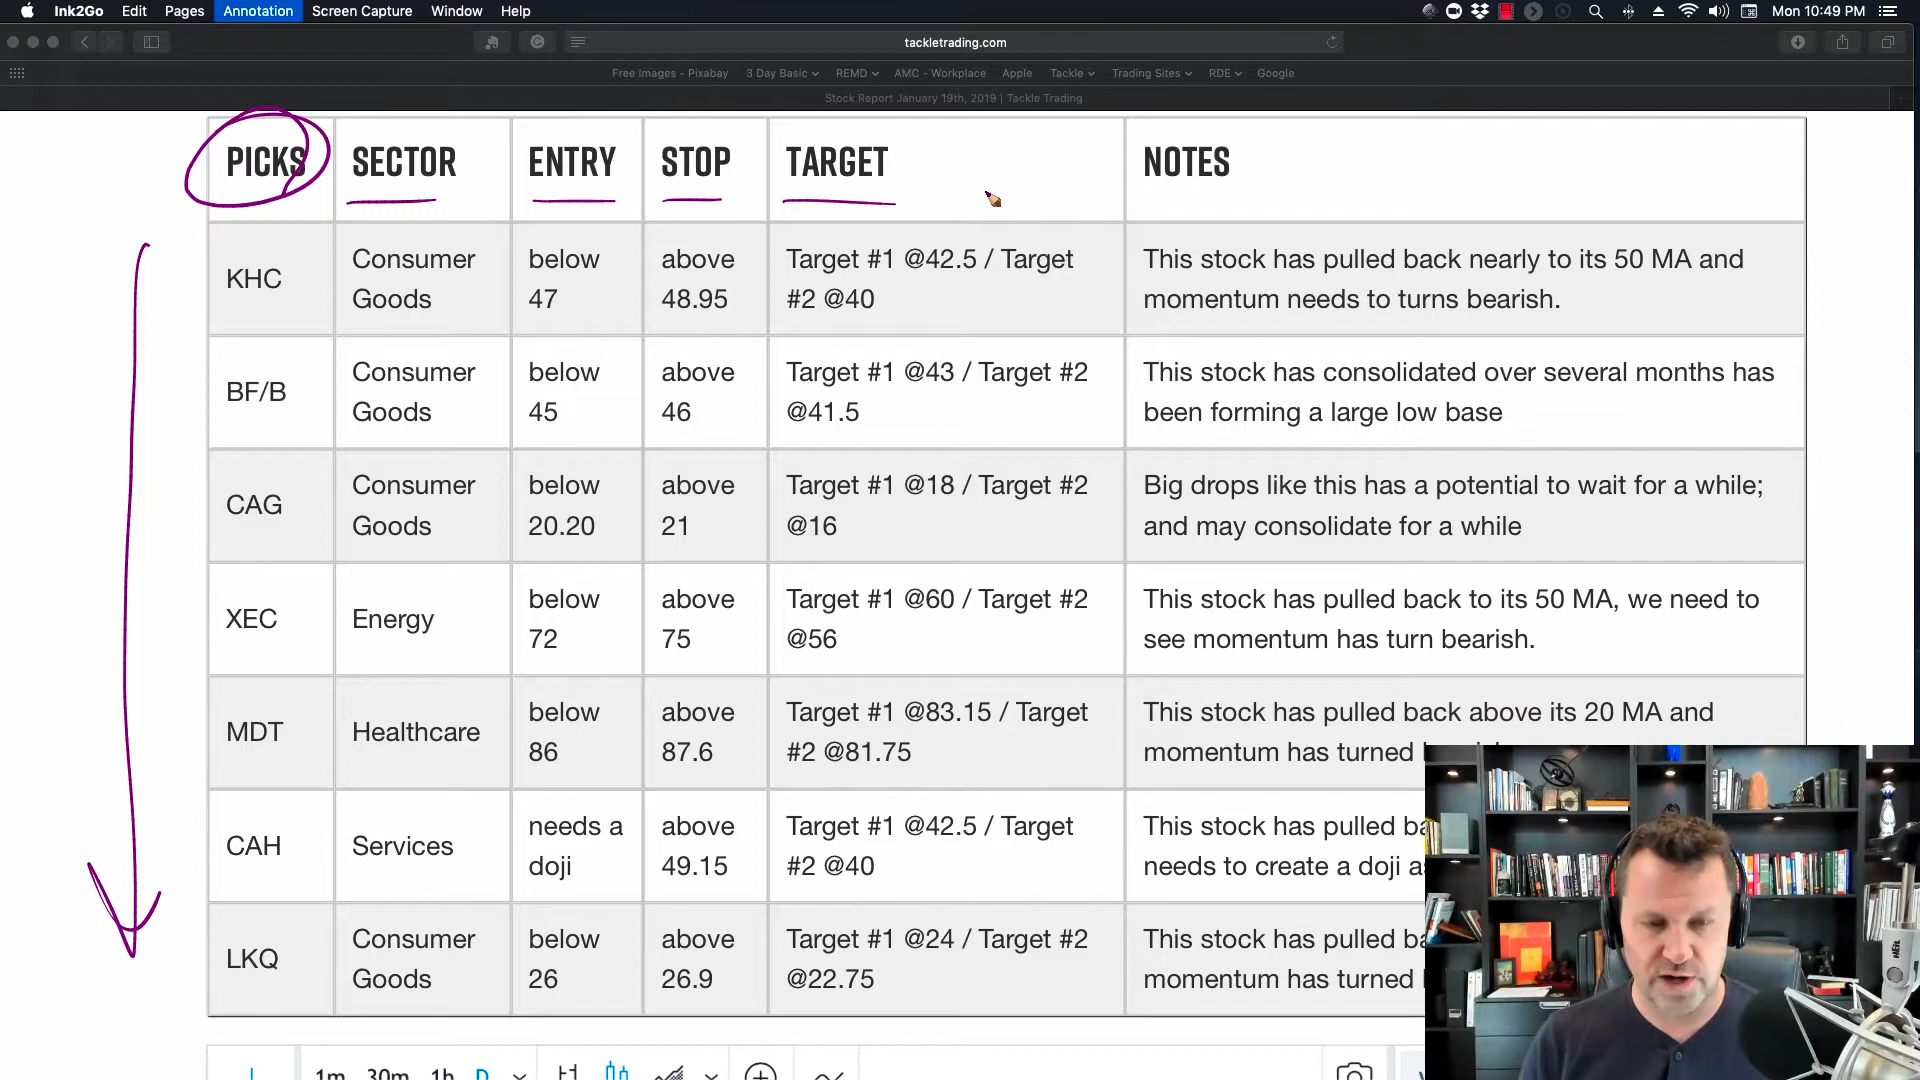 Ink2Go Edit Pages Annotation Screen Capture Window Help Mon 10:49 PM
tackletrading.com
Free Images - Pixabay 3 Day Basic REMD AMC - Workplace Apple Tackle Trading Sites RDE Google
Stock Report January 19th, 2019 | Tackle Trading
PICKS SECTOR ENTRY STOP TARGET NOTES
KHC
Consumer
Goods
below
47
above
48.95
Target #1 @42.5 / Target
#2 @40
This stock has pulled back nearly to its 50 MA and
momentum needs to turns bearish.
BF/B
Consumer
Goods
below
45
above
46
Target #1 @43 / Target #2
@41.5
This stock has consolidated over several months has
been forming a large low base
CAG
Consumer
Goods
below
20.20
above
21
Target #1 @18 / Target #2
@16
Big drops like this has a potential to wait for a while;
and may consolidate for a while
XEC
Energy
below
72
above
75
Target #1 @60 / Target #2
@56
This stock has pulled back to its 50 MA, we need to
see momentum has turn bearish.
MDT
Healthcare
below
86
above
87.6
Target #1 @83.15 / Target
#2 @81.75
This stock has pulled back above its 20 MA and
momentum has turned
CAH
Services
needs a
doji
above
49.15
Target #1 @42.5 / Target
#2 @40
This stock has pulled
needs to create a doji
LKQ
Consumer
Goods
below
26
above
26.9
Target #1 @24 / Target #2
@22.75
This stock has pulled
momentum has turned
1m 30m 1h D